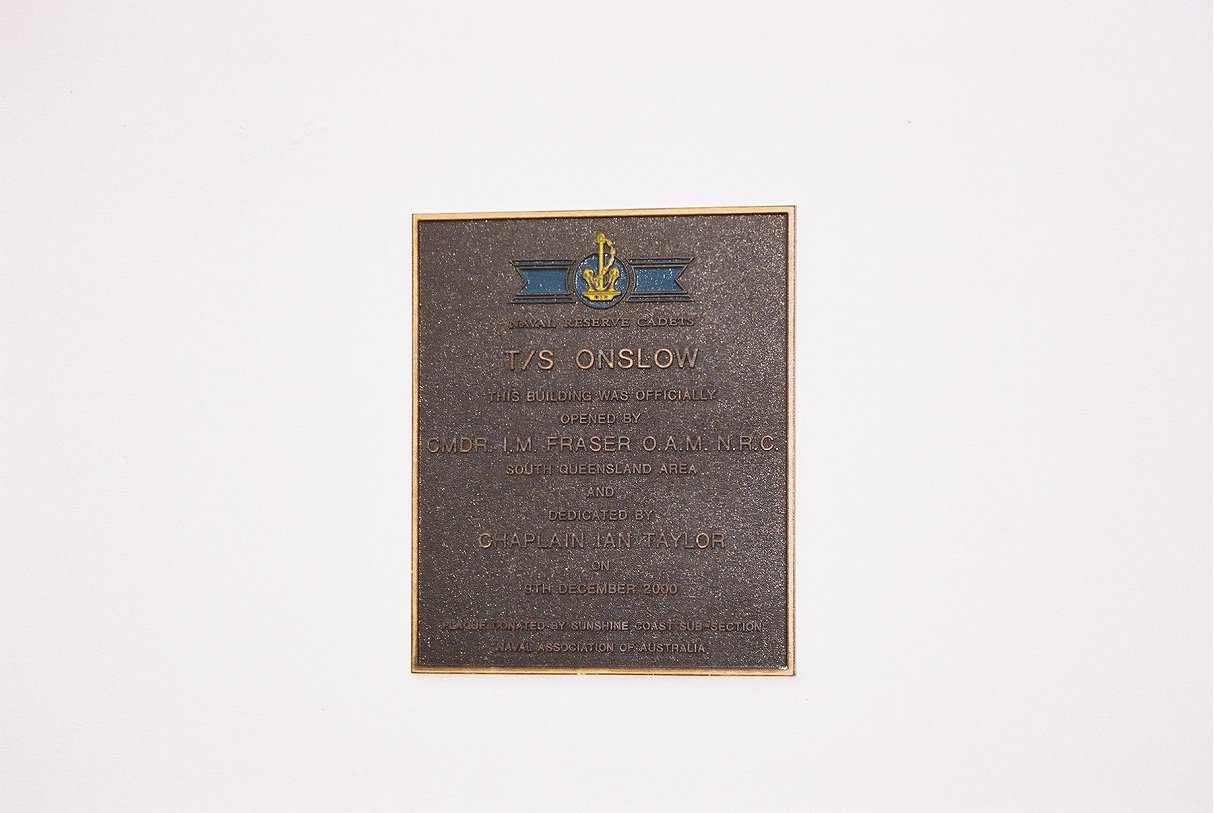 NAVAL RESERVE CADETS
T/S ONSLOW
THIS BUILDING WAS OFFICIALLY
OPENED BY
CMDR. I.M. FRASER O.A.M. N.R.C.
SOUTH QUEENSLAND AREA
AND
DEDICATED BY
CHAPLAIN IAN TAYLOR
ON
9TH DECEMBER 2000
PLAQUE DONATED BY SUNSHINE COAST SUB-SECTION
NAVAL ASSOCIATION OF AUSTRALIA